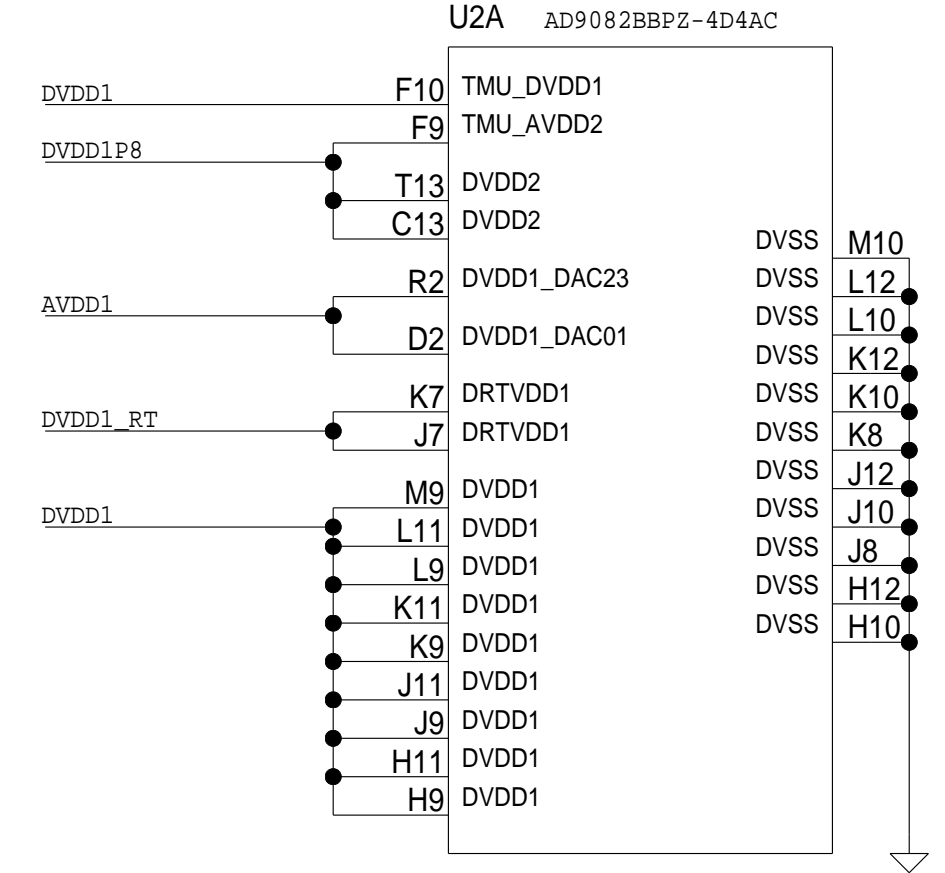 U2A AD9082BBPZ-4D4AC
DVDD1 F10 TMU_DVDD1
F9 TMU_AVDD2
DVDD1P8
T13 DVDD2
C13 DVDD2
DVSS M10
R2 DVDD1_DAC23 DVSS L12
AVDD1
DVSS L10
D2 DVDD1_DAC01
DVSS K12
K7 DRTVDD1 DVSS K10
DVDD1_RT
J7 DRTVDD1 DVSS K8
DVSS J12
M9 DVDD1
DVDD1
DVSS J10
L11 DVDD1
DVSS J8
L9 DVDD1
DVSS H12
K11 DVDD1
DVSS H10
K9 DVDD1
J11 DVDD1
J9 DVDD1
H11 DVDD1
H9 DVDD1